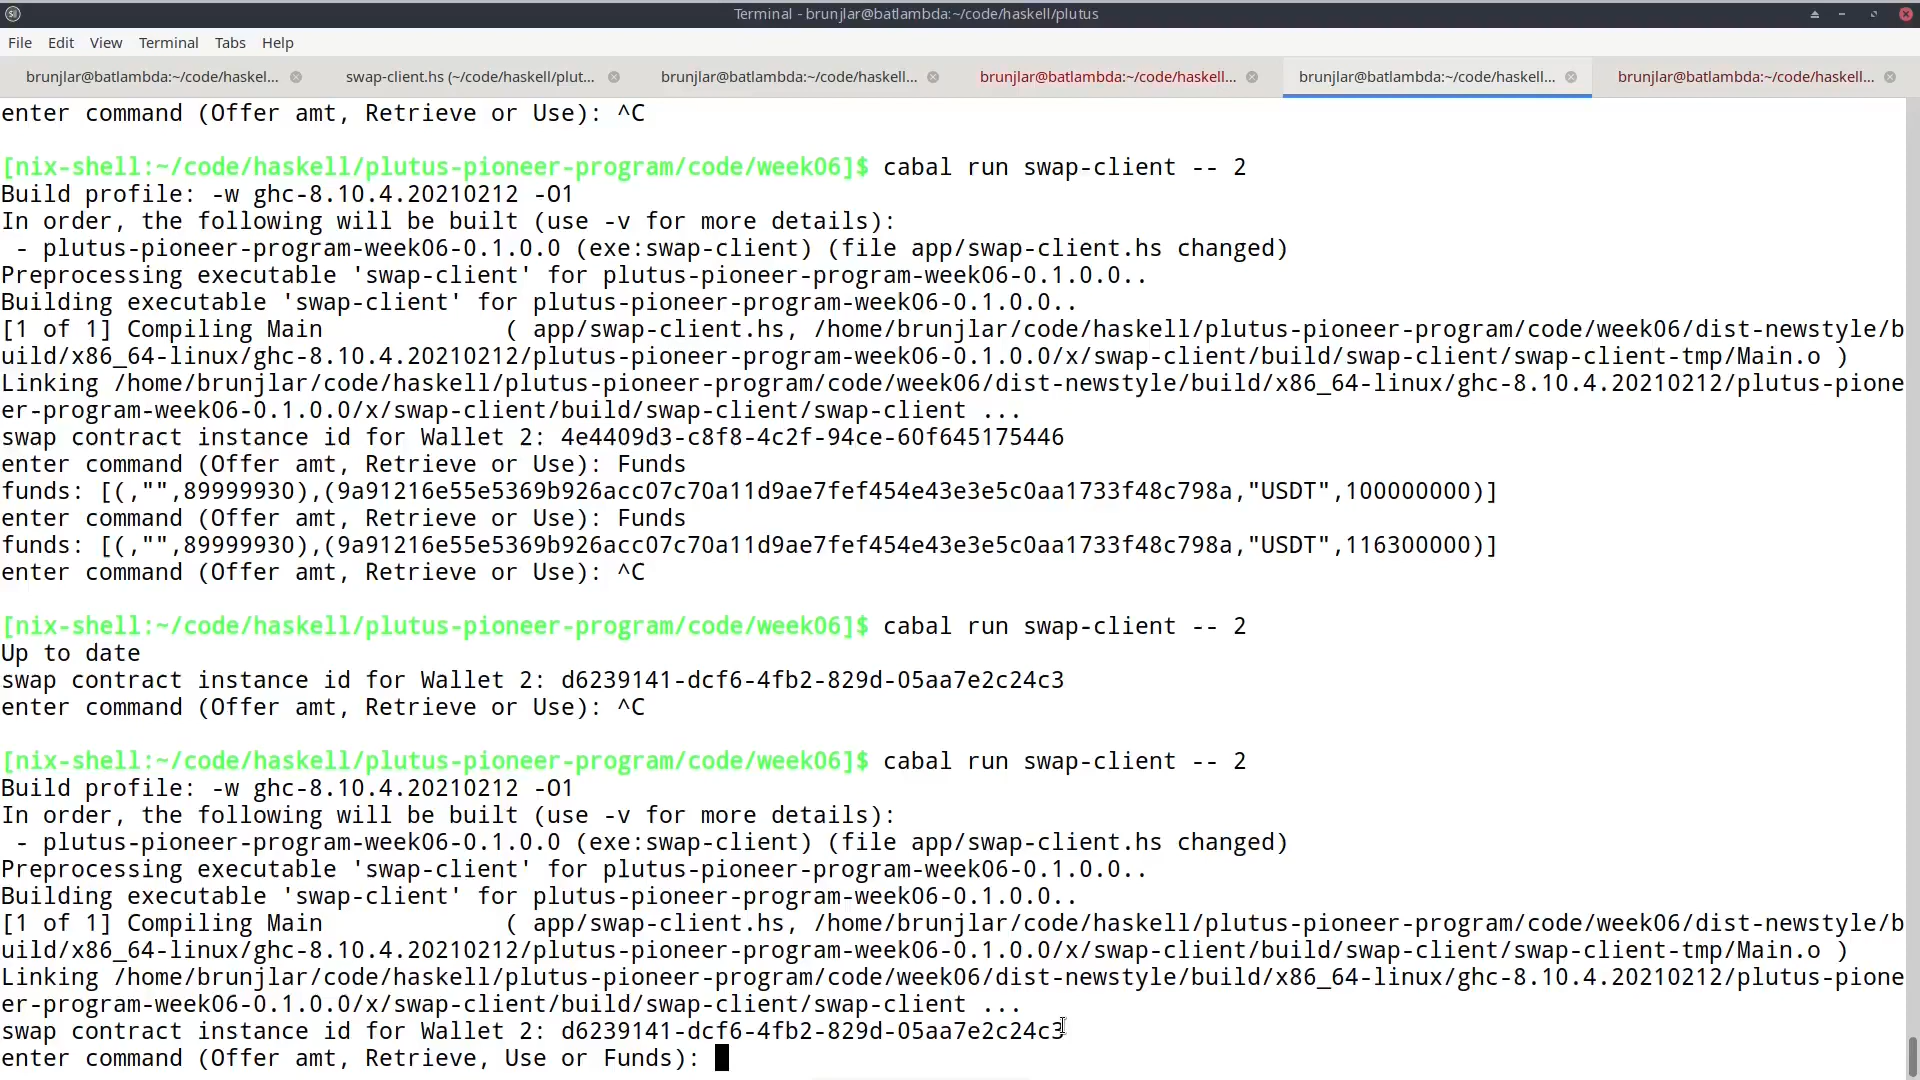 Terminal - brunjlar@batlambda:~/code/haskell/plutus
File Edit View Terminal Tabs Help
brunjlar@batlambda:~/code/haskel... swap-client.hs (~/code/haskell/plut... brunjlar@batlambda:~/code/haskell... brunjlar@batlambda:~/code/haskell... brunjlar@batlambda:~/code/haskell... brunjlar@batlambda:~/code/haskell...
enter command (Offer amt, Retrieve or Use): ^C
[nix-shell:~/code/haskell/plutus-pioneer-program/code/week06]$ cabal run swap-client -- 2
Build profile: -w ghc-8.10.4.20210212 -O1
In order, the following will be built (use -v for more details):
 - plutus-pioneer-program-week06-0.1.0.0 (exe:swap-client) (file app/swap-client.hs changed)
Preprocessing executable 'swap-client' for plutus-pioneer-program-week06-0.1.0.0..
Building executable 'swap-client' for plutus-pioneer-program-week06-0.1.0.0..
[1 of 1] Compiling Main             ( app/swap-client.hs, /home/brunjlar/code/haskell/plutus-pioneer-program/code/week06/dist-newstyle/b
uild/x86_64-linux/ghc-8.10.4.20210212/plutus-pioneer-program-week06-0.1.0.0/x/swap-client/build/swap-client/swap-client-tmp/Main.o )
Linking /home/brunjlar/code/haskell/plutus-pioneer-program/code/week06/dist-newstyle/build/x86_64-linux/ghc-8.10.4.20210212/plutus-pione
er-program-week06-0.1.0.0/x/swap-client/build/swap-client/swap-client ...
swap contract instance id for Wallet 2: 4e4409d3-c8f8-4c2f-94ce-60f645175446
enter command (Offer amt, Retrieve or Use): Funds
funds: [(,"",89999930),(9a91216e55e5369b926acc07c70a11d9ae7fef454e43e3e5c0aa1733f48c798a,"USDT",100000000)]
enter command (Offer amt, Retrieve or Use): Funds
funds: [(,"",89999930),(9a91216e55e5369b926acc07c70a11d9ae7fef454e43e3e5c0aa1733f48c798a,"USDT",116300000)]
enter command (Offer amt, Retrieve or Use): ^C
[nix-shell:~/code/haskell/plutus-pioneer-program/code/week06]$ cabal run swap-client -- 2
Up to date
swap contract instance id for Wallet 2: d6239141-dcf6-4fb2-829d-05aa7e2c24c3
enter command (Offer amt, Retrieve or Use): ^C
[nix-shell:~/code/haskell/plutus-pioneer-program/code/week06]$ cabal run swap-client -- 2
Build profile: -w ghc-8.10.4.20210212 -O1
In order, the following will be built (use -v for more details):
 - plutus-pioneer-program-week06-0.1.0.0 (exe:swap-client) (file app/swap-client.hs changed)
Preprocessing executable 'swap-client' for plutus-pioneer-program-week06-0.1.0.0..
Building executable 'swap-client' for plutus-pioneer-program-week06-0.1.0.0..
[1 of 1] Compiling Main             ( app/swap-client.hs, /home/brunjlar/code/haskell/plutus-pioneer-program/code/week06/dist-newstyle/b
uild/x86_64-linux/ghc-8.10.4.20210212/plutus-pioneer-program-week06-0.1.0.0/x/swap-client/build/swap-client/swap-client-tmp/Main.o )
Linking /home/brunjlar/code/haskell/plutus-pioneer-program/code/week06/dist-newstyle/build/x86_64-linux/ghc-8.10.4.20210212/plutus-pione
er-program-week06-0.1.0.0/x/swap-client/build/swap-client/swap-client ...
swap contract instance id for Wallet 2: d6239141-dcf6-4fb2-829d-05aa7e2c24c3
enter command (Offer amt, Retrieve, Use or Funds):